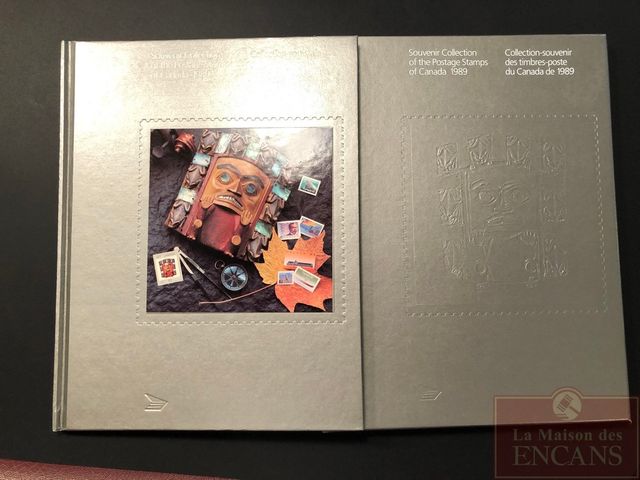 Souvenir Collection
of the Postage Stamps
of Canada 1989
Collection-souvenir
des timbres-poste
du Canada de 1989
La Maison des
ENCANS